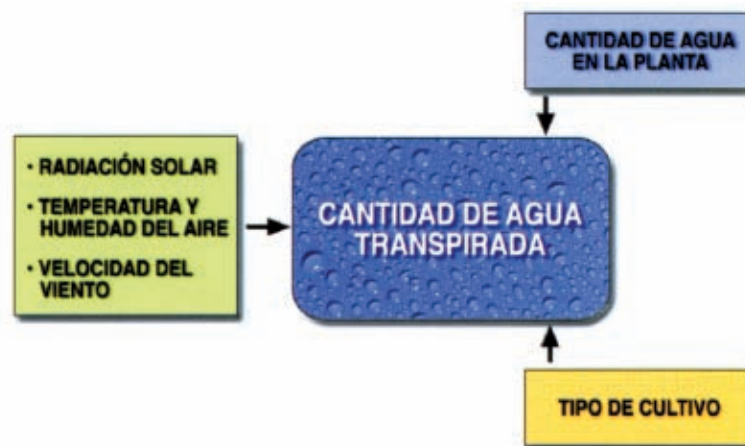 CANTIDAD DE AGUA
EN LA PLANTA
• RADIACIÓN SOLAR
• TEMPERATURA Y
HUMEDAD DEL AIRE
• VELOCIDAD DEL
VIENTO
CANTIDAD DE AGUA
TRANSPIRADA
TIPO DE CULTIVO